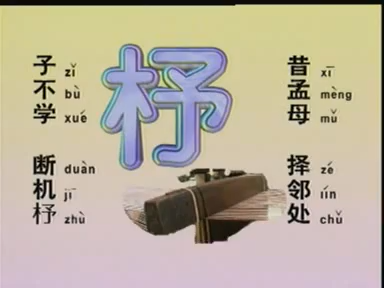 昔 xī
孟 mèng
母 mǔ
择 zé
邻 lín
处 chǔ
子 zǐ
不 bù
学 xué
断 duàn
机 jī
杼 zhù
杼